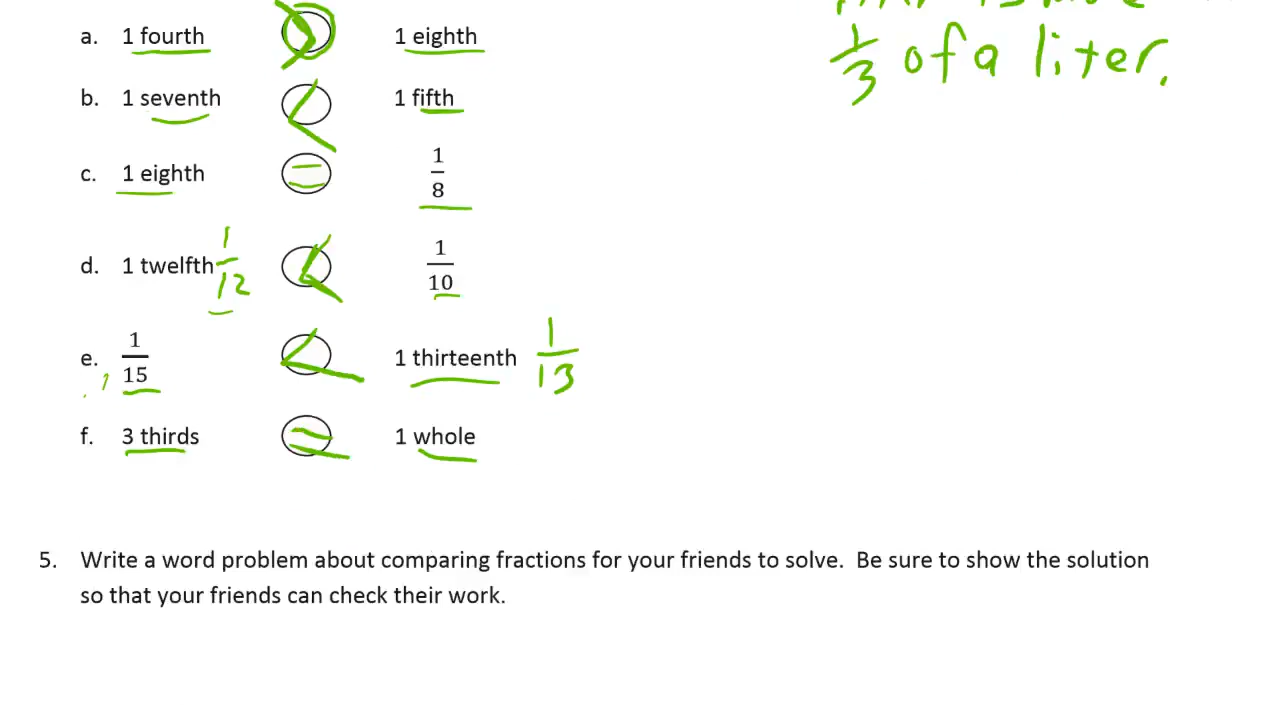 a. 1 fourth > 1 eighth
1/3 of a liter.
b. 1 seventh < 1 fifth
c. 1 eighth = 1/8
d. 1 twelfth 1/12 < 1/10
e. 1/15 < 1 thirteenth 1/13
f. 3 thirds = 1 whole
5. Write a word problem about comparing fractions for your friends to solve. Be sure to show the solution
so that your friends can check their work.